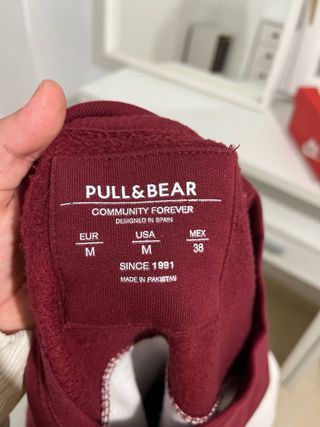 PULL&BEAR
COMMUNITY FOREVER
DESIGNED IN SPAIN
EUR USA MEX
M M 38
SINCE 1991
MADE IN PAKISTAN